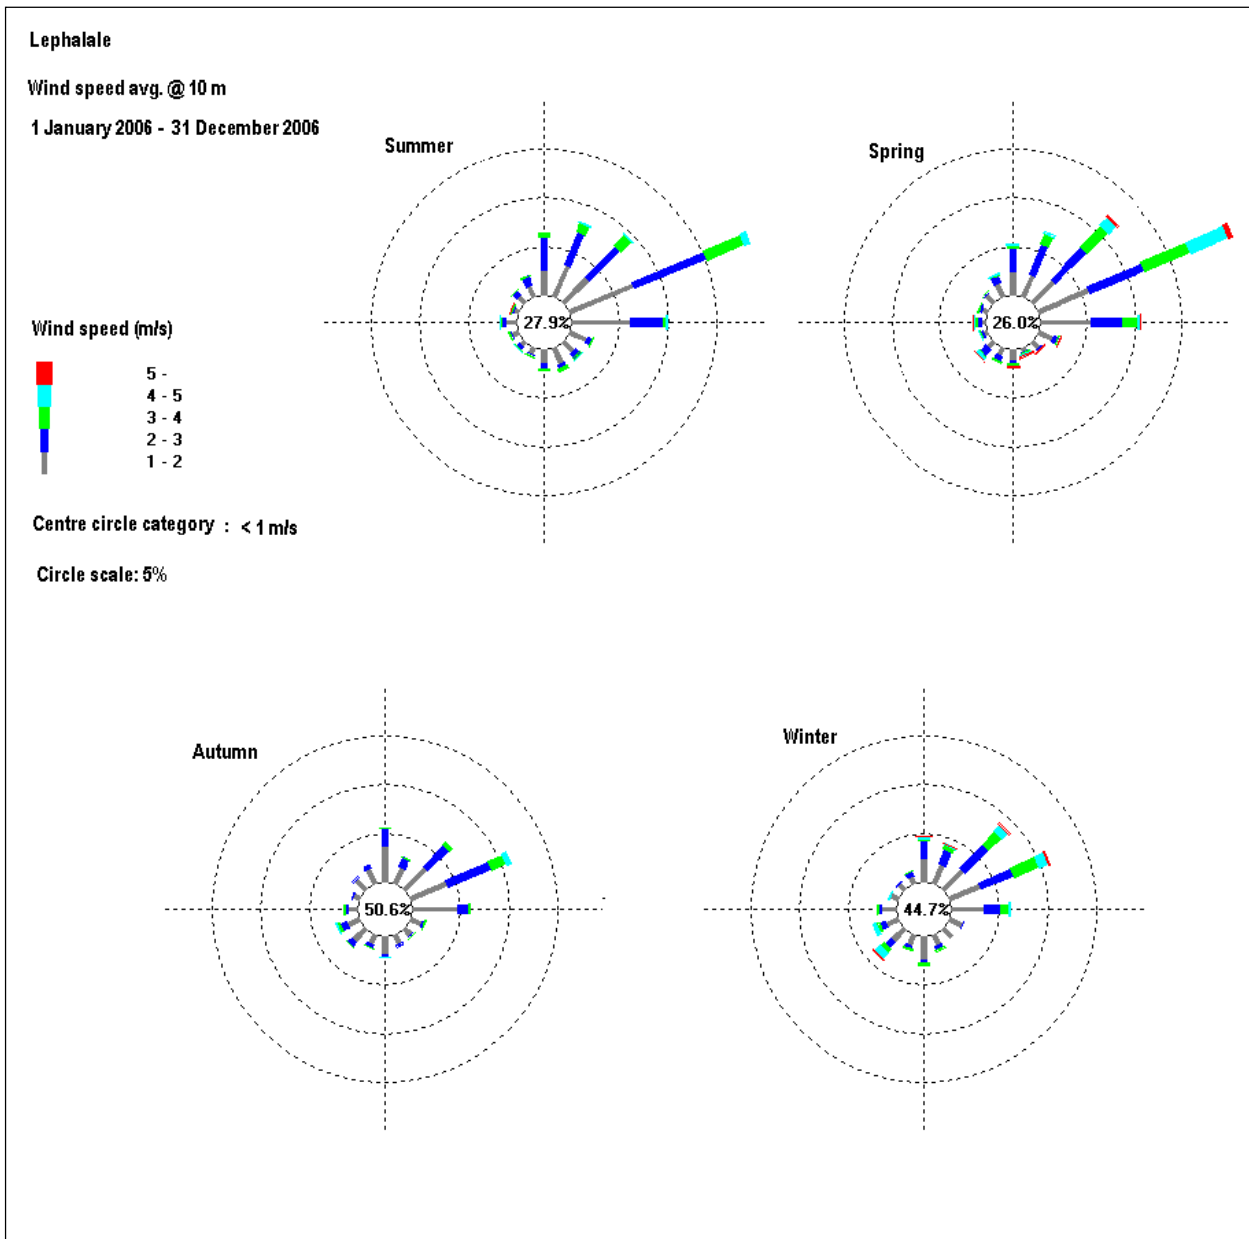 Lephalale
Wind speed avg. @ 10 m
1 January 2006 - 31 December 2006
Summer
Spring
27.9%
26.0%
Wind speed (m/s)
5 -
4 - 5
3 - 4
2 - 3
1 - 2
Centre circle category : < 1 m/s
Circle scale: 5%
Autumn
Winter
50.6%
44.7%